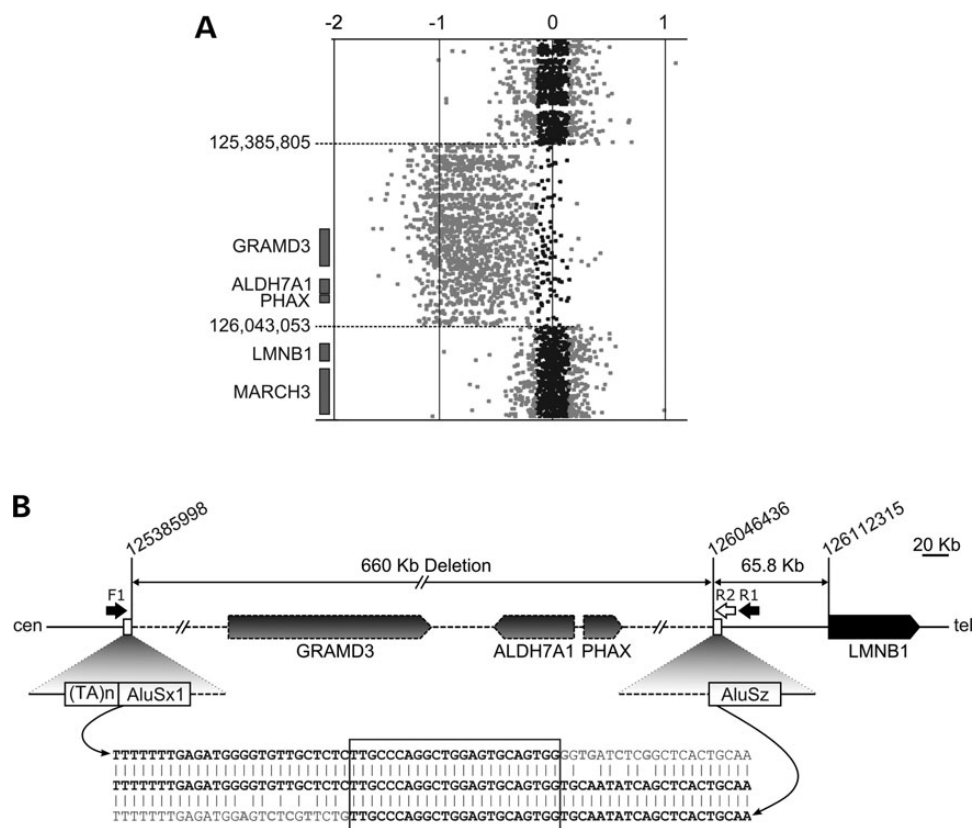 A
-2 -1 0 1
125,385,805
GRAMD3
ALDH7A1
PHAX
126,043,053
LMNB1
MARCH3
B
125385998 126046436 126112315
660 Kb Deletion 65.8 Kb 20 Kb
F1 R2 R1
cen tel
GRAMD3 ALDH7A1 PHAX LMNB1
(TA)n AluSx1 AluSz
TTTTTTTGAGATGGGGTGTTGCTCTCTTGCCCAGGCTGGAGTGCAGTGGGGTGATCTCGGCTCACTGCAA
TTTTTTTGAGATGGGGTGTTGCTCTCTTGCCCAGGCTGGAGTGCAGTGGTGCAATATCAGCTCACTGCAA
TTTTTTTGAGATGGAGTCTCGTTCTGTTGCCCAGGCTGGAGTGCAGTGGTGCAATATCAGCTCACTGCAA